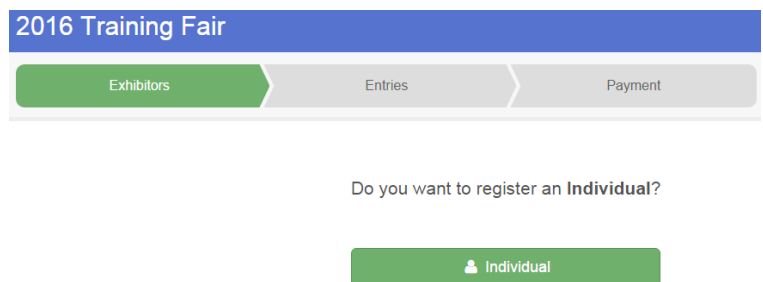 2016 Training Fair
Exhibitors Entries Payment
Do you want to register an Individual?
Individual